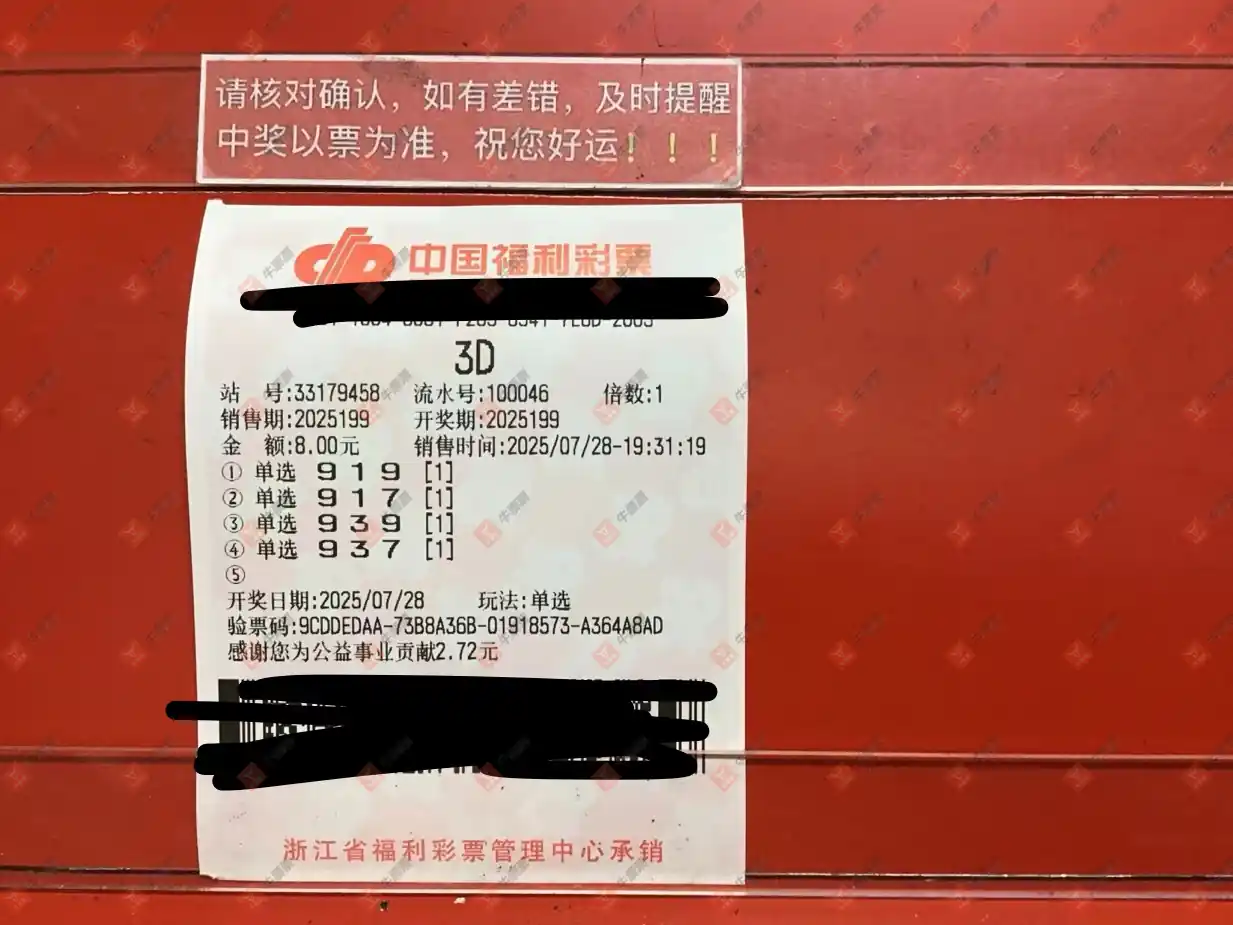 请核对确认，如有差错，及时提醒
中奖以票为准，祝您好运！！！
中国福利彩票
3D
站 号:33179458 流水号:100046 倍数:1
销售期:2025199 开奖期:2025199
金 额:8.00元 销售时间:2025/07/28-19:31:19
① 单选 9 1 9 [1]
② 单选 9 1 7 [1]
③ 单选 9 3 9 [1]
④ 单选 9 3 7 [1]
⑤
开奖日期:2025/07/28 玩法:单选
验票码:9CDDEDAA-73B8A36B-01918573-A364A8AD
感谢您为公益事业贡献2.72元
浙江省福利彩票管理中心承销